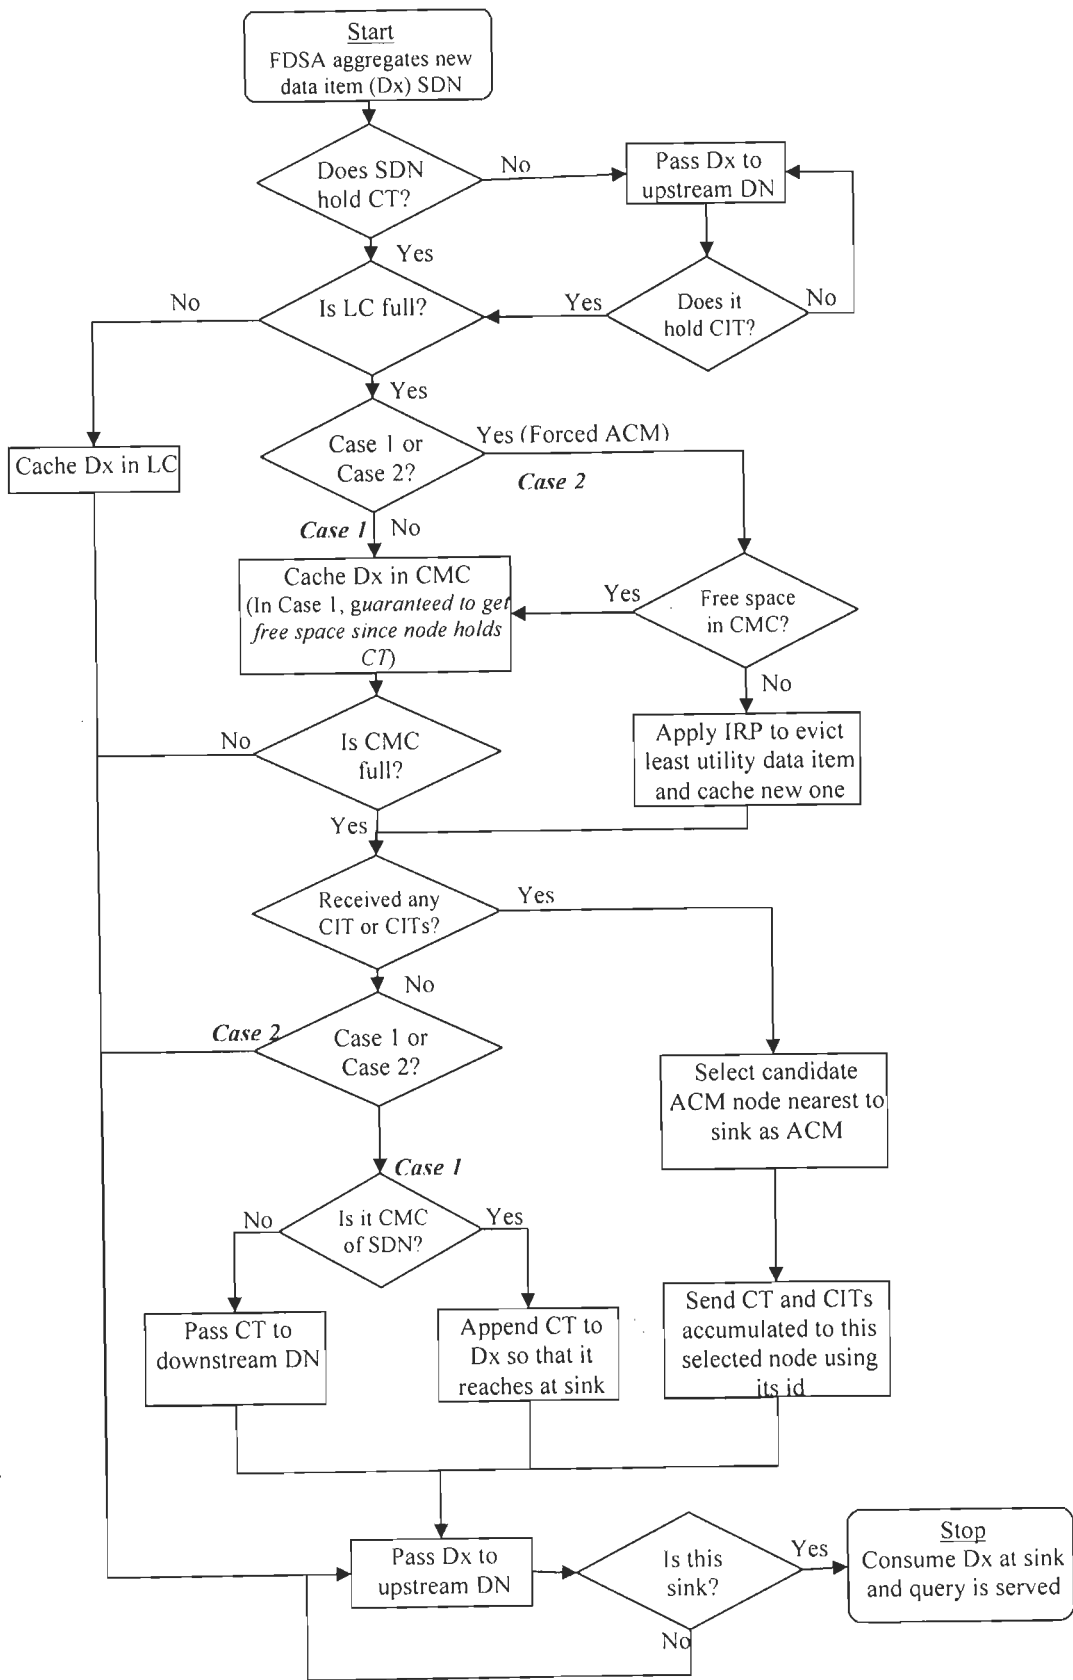 Start
FDSA aggregates new
data item (Dx) SDN
Does SDN
hold CT?
No
Pass Dx to
upstream DN
Yes
No
Is LC full?
Yes
Does it
hold CIT?
No
Yes
Cache Dx in LC
Case 1 or
Case 2?
Yes (Forced ACM)
Case 2
Case 1
No
Cache Dx in CMC
(In Case 1, guaranteed to get
free space since node holds
CT)
Yes
Free space
in CMC?
No
No
Is CMC
full?
Apply IRP to evict
least utility data item
and cache new one
Yes
Received any
CIT or CITs?
Yes
No
Case 2
Case 1 or
Case 2?
Select candidate
ACM node nearest to
sink as ACM
Case 1
No
Is it CMC
of SDN?
Yes
Pass CT to
downstream DN
Append CT to
Dx so that it
reaches at sink
Send CT and CITs
accumulated to this
selected node using
its id
Pass Dx to
upstream DN
Is this
sink?
Yes
Stop
Consume Dx at sink
and query is served
No